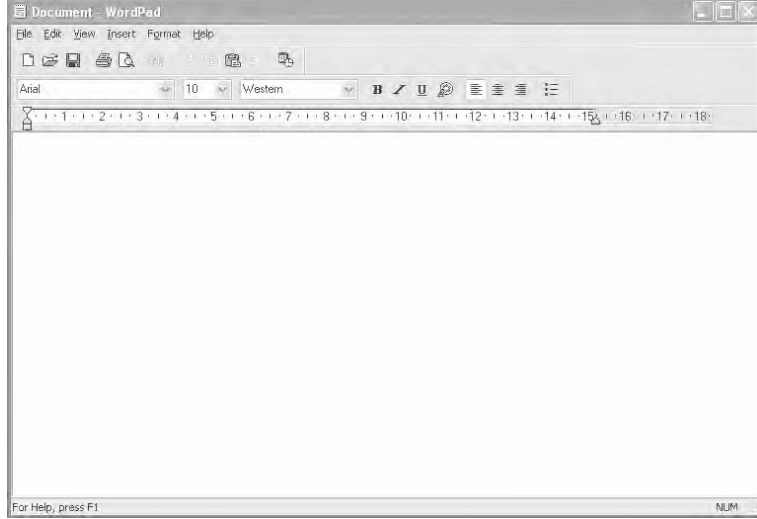 Document - WordPad
File Edit View Insert Format Help
Arial 10 Western B I U
1 2 3 4 5 6 7 8 9 10 11 12 13 14 15 16 17 18
For Help, press F1 NUM